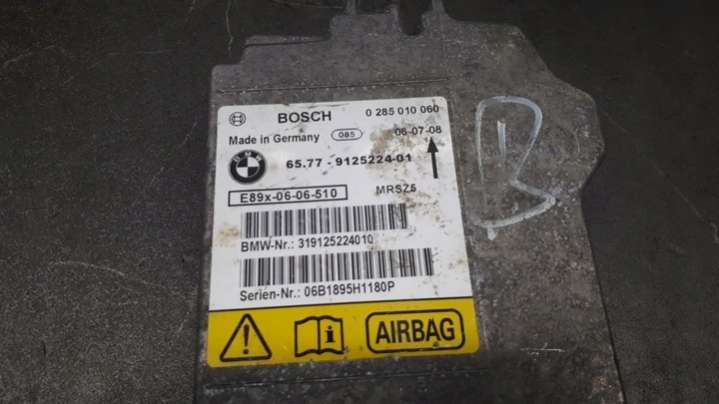 BOSCH 0 285 010 060
Made in Germany 085 06-07-08
BMW 65.77 - 9125224-01
E89x-06-06-510 MRSZ5
BMW-Nr.: 319125224010
Serien-Nr.: 06B1895H1180P
AIRBAG
B